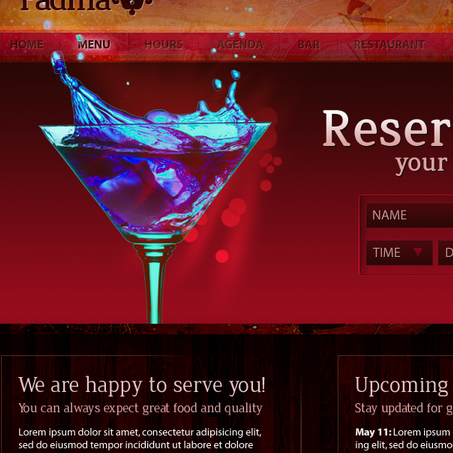 HOME MENU HOURS AGENDA BAR RESTAURANT
Reser
your
NAME
TIME D
We are happy to serve you!
You can always expect great food and quality
Lorem ipsum dolor sit amet, consectetur adipisicing elit,
sed do eiusmod tempor incididunt ut labore et dolore
Upcoming
Stay updated for g
May 11: Lorem ipsum
ing elit, sed do eiusmo